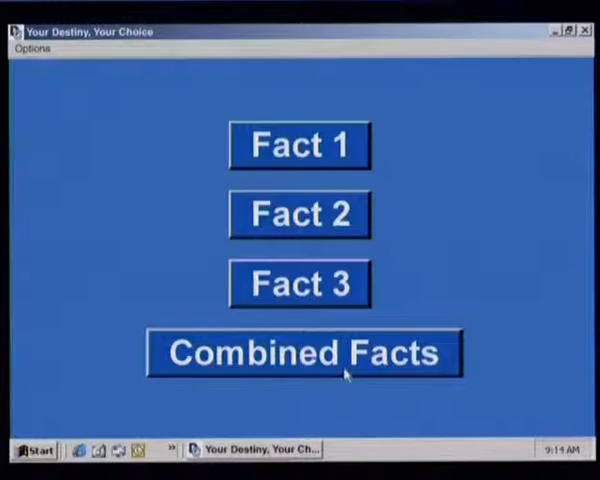 Your Destiny, Your Choice
Options
Fact 1
Fact 2
Fact 3
Combined Facts
Start
»
Your Destiny, Your Ch...
9:14 AM